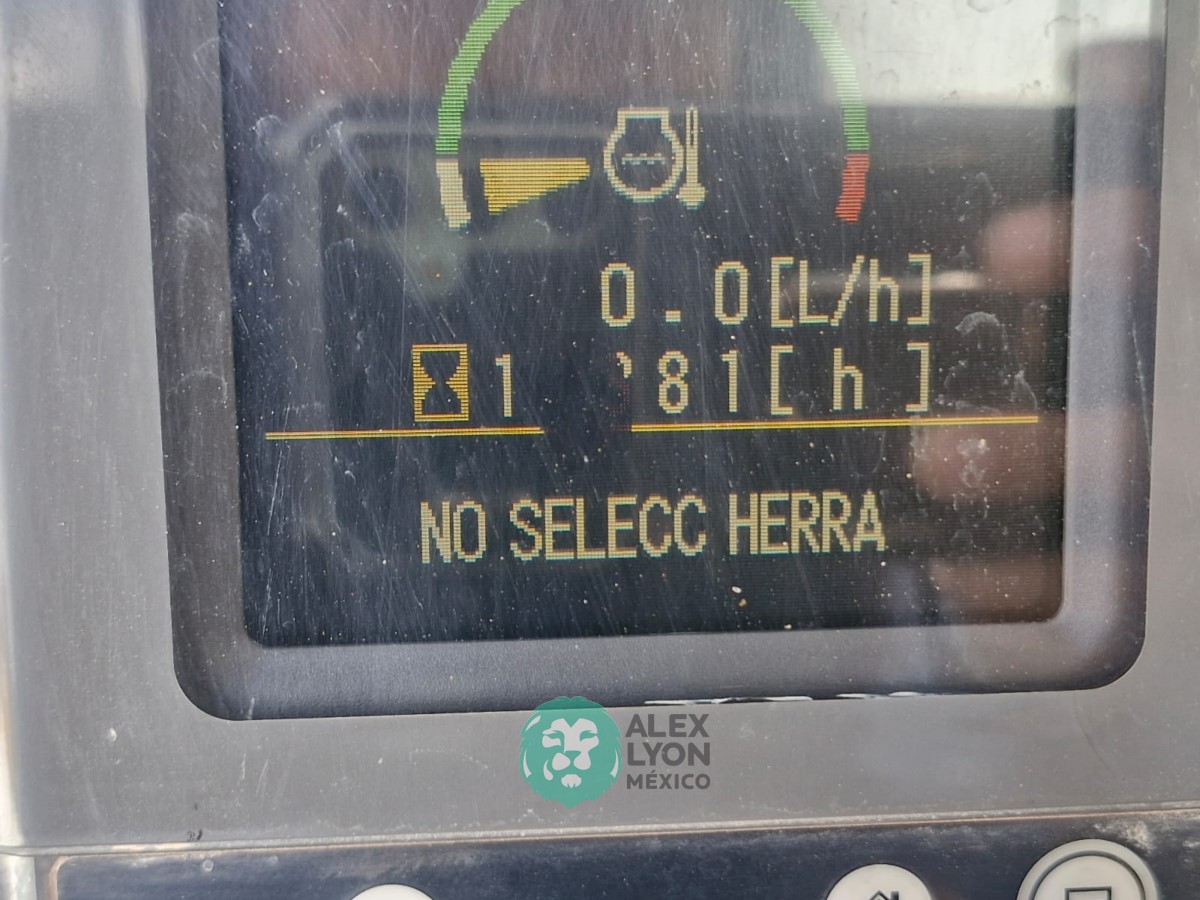 0.0[L/h]
1 81[ h ]
NO SELECC HERRA
ALEX
LYON
MÉXICO